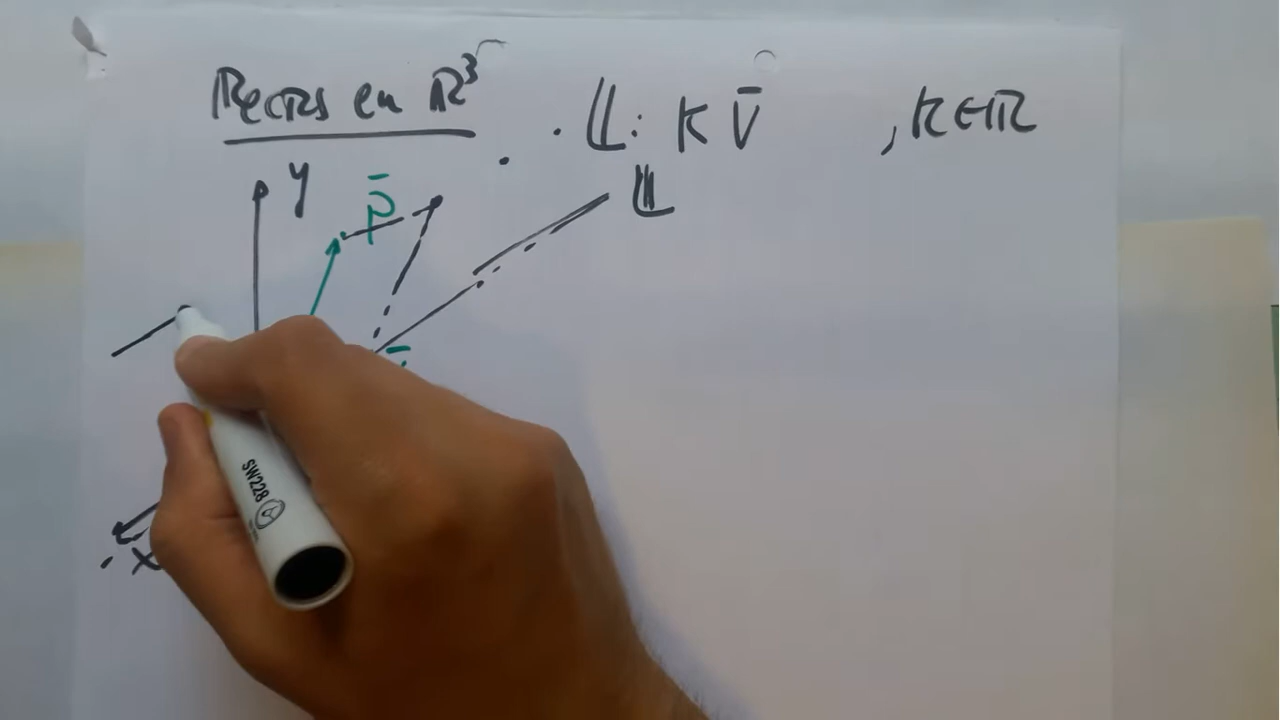 Rectas en ℝ³
. 𝕃: K V̄ , K∈ℝ
y
P̄
𝕃
x
SW228